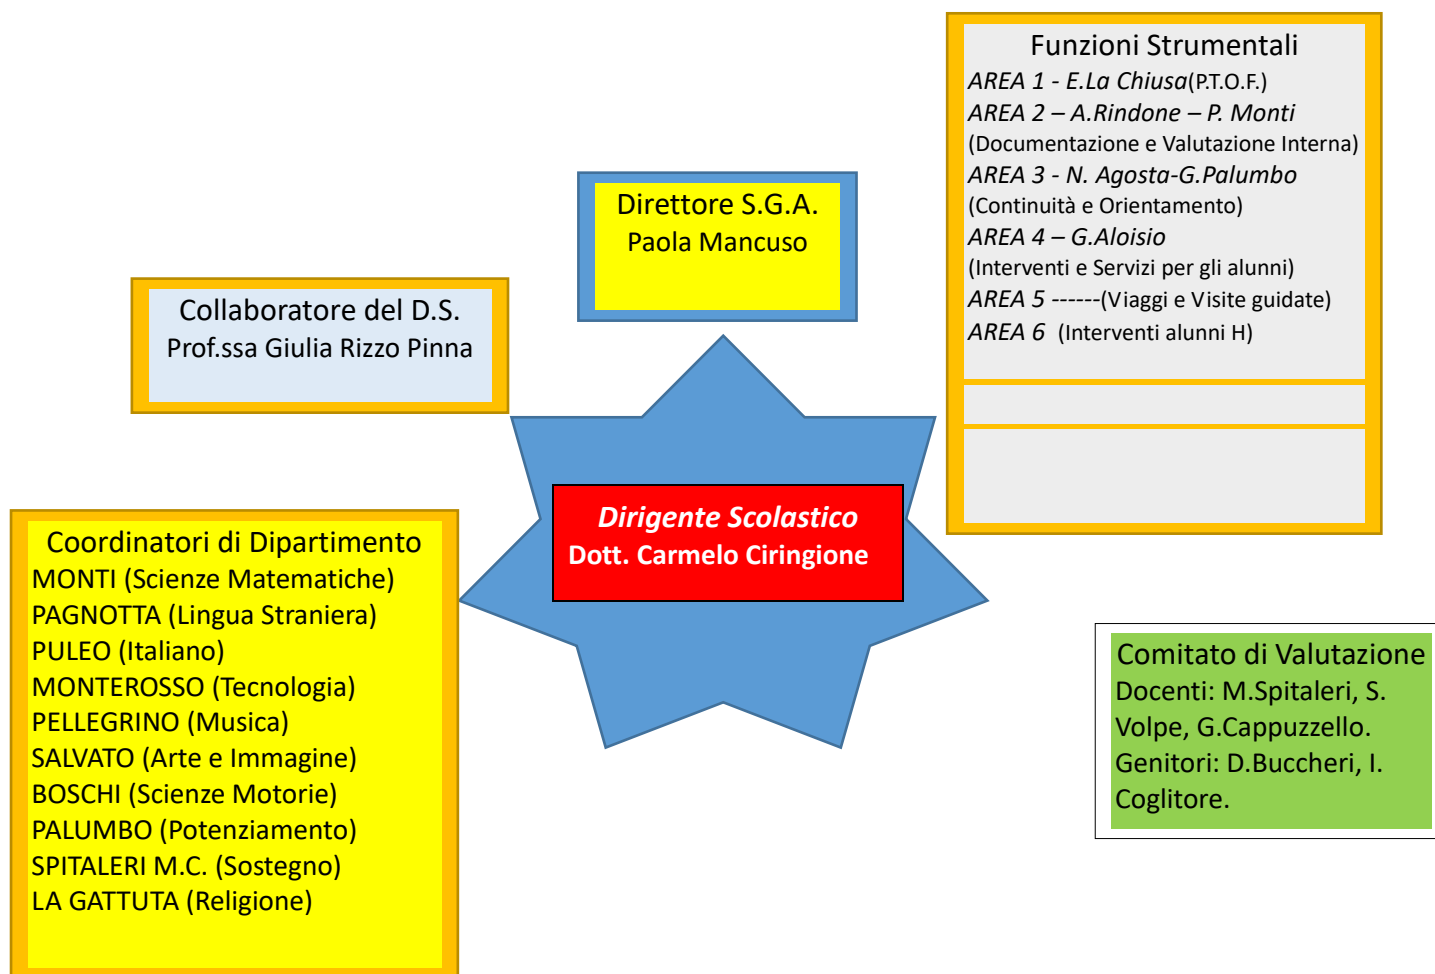 Funzioni Strumentali
AREA 1 - E.La Chiusa(P.T.O.F.)
AREA 2 – A.Rindone – P. Monti
(Documentazione e Valutazione Interna)
AREA 3 - N. Agosta-G.Palumbo
(Continuità e Orientamento)
AREA 4 – G.Aloisio
(Interventi e Servizi per gli alunni)
AREA 5 ------(Viaggi e Visite guidate)
AREA 6 (Interventi alunni H)
Direttore S.G.A.
Paola Mancuso
Collaboratore del D.S.
Prof.ssa Giulia Rizzo Pinna
Dirigente Scolastico
Dott. Carmelo Ciringione
Coordinatori di Dipartimento
MONTI (Scienze Matematiche)
PAGNOTTA (Lingua Straniera)
PULEO (Italiano)
MONTEROSSO (Tecnologia)
PELLEGRINO (Musica)
SALVATO (Arte e Immagine)
BOSCHI (Scienze Motorie)
PALUMBO (Potenziamento)
SPITALERI M.C. (Sostegno)
LA GATTUTA (Religione)
Comitato di Valutazione
Docenti: M.Spitaleri, S.
Volpe, G.Cappuzzello.
Genitori: D.Buccheri, I.
Coglitore.